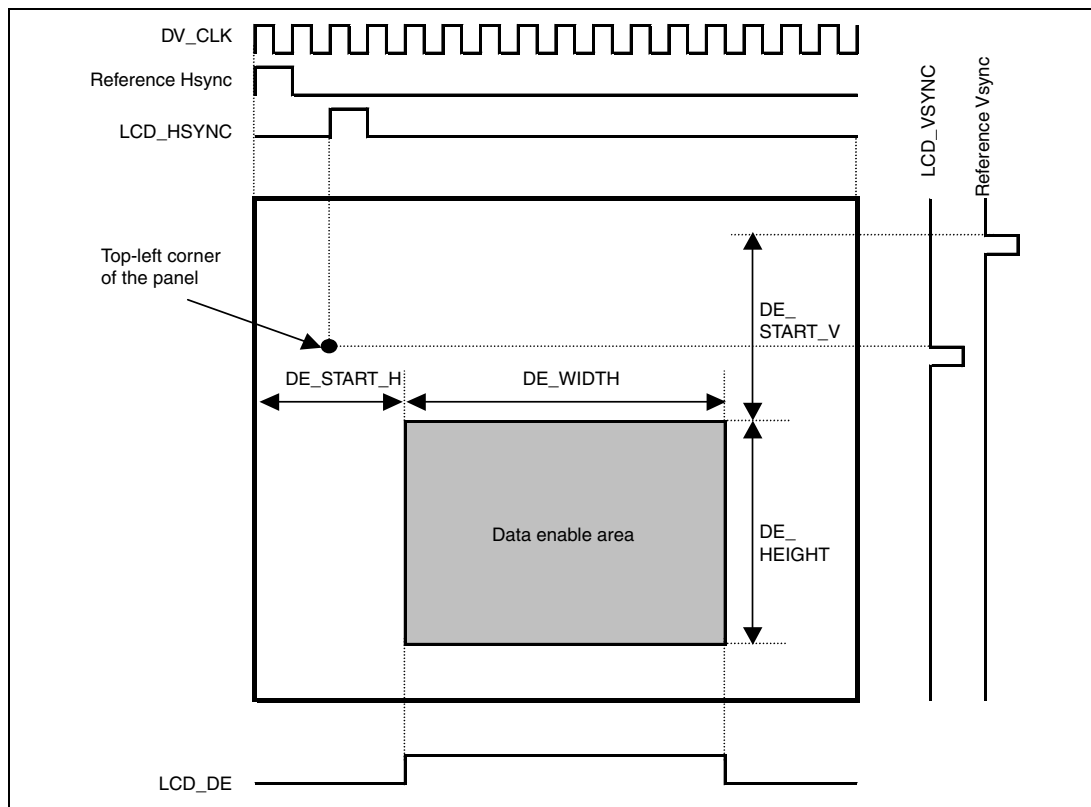 DV_CLK
Reference Hsync
LCD_HSYNC
LCD_VSYNC
Reference Vsync
Top-left corner
of the panel
DE_
START_V
DE_START_H
DE_WIDTH
Data enable area
DE_
HEIGHT
LCD_DE